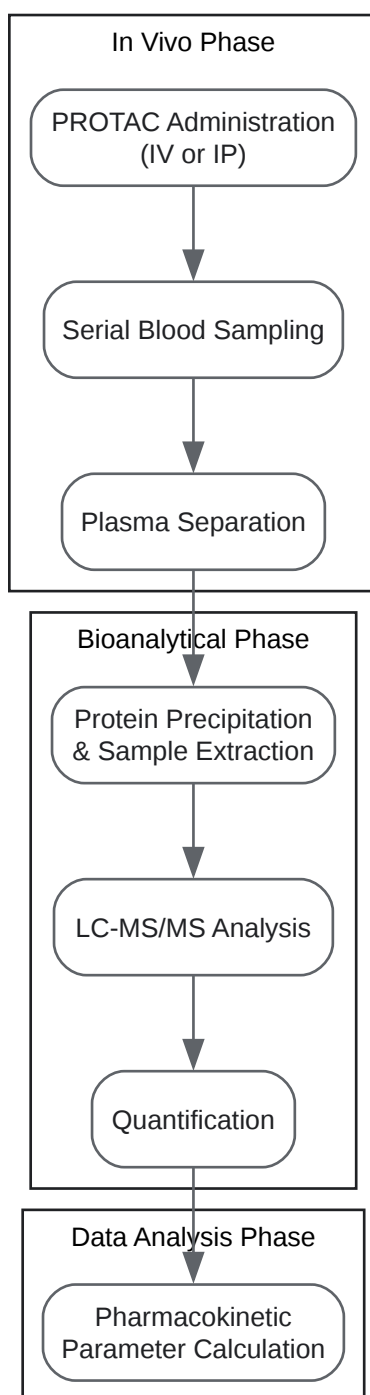 In Vivo Phase
PROTAC Administration
(IV or IP)
Serial Blood Sampling
Plasma Separation
Bioanalytical Phase
Protein Precipitation
& Sample Extraction
LC-MS/MS Analysis
Quantification
Data Analysis Phase
Pharmacokinetic
Parameter Calculation